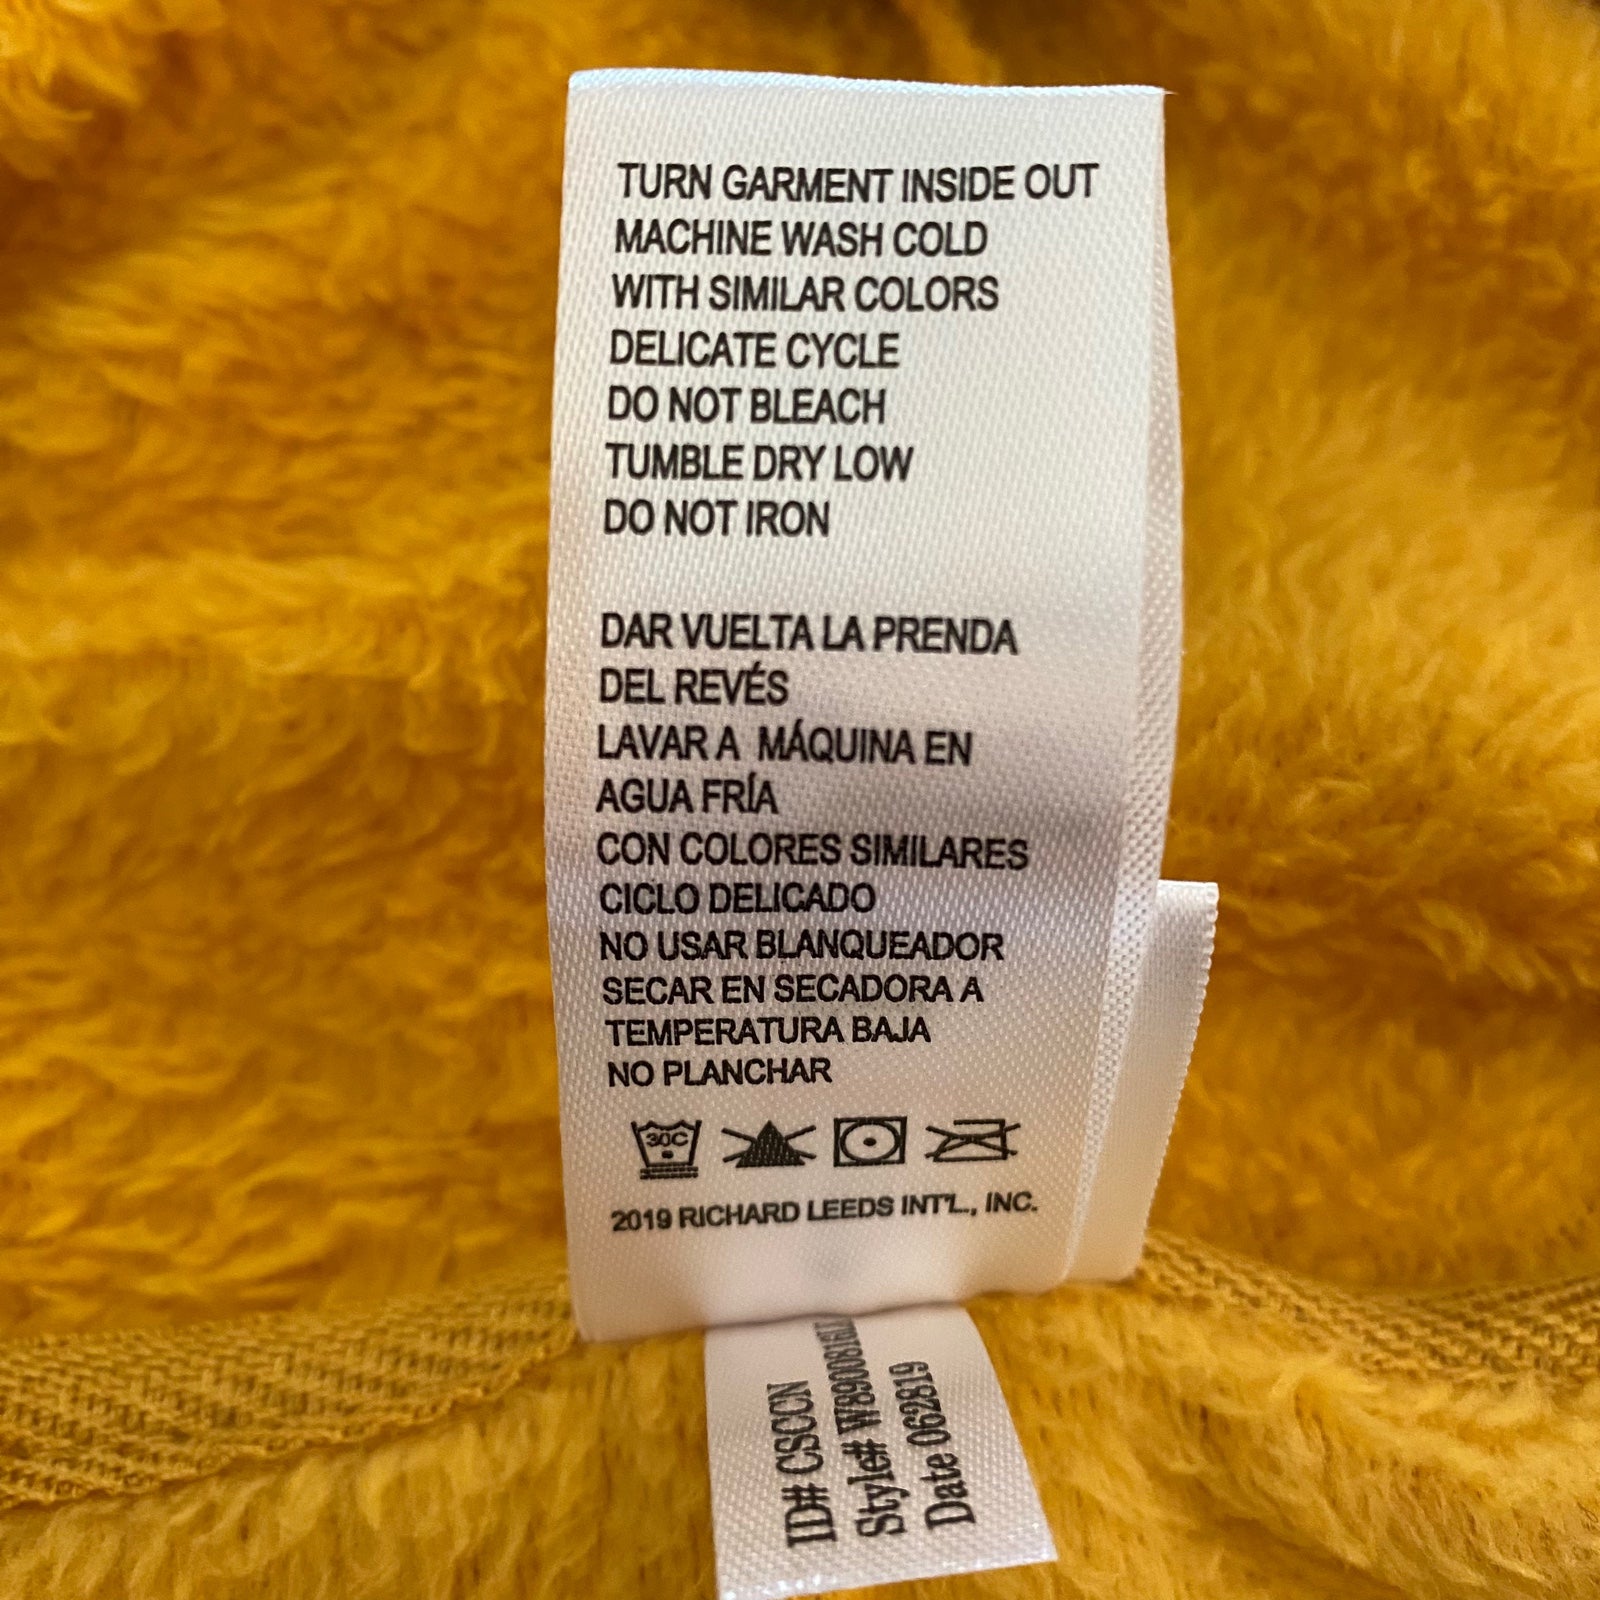 TURN GARMENT INSIDE OUT
MACHINE WASH COLD
WITH SIMILAR COLORS
DELICATE CYCLE
DO NOT BLEACH
TUMBLE DRY LOW
DO NOT IRON
DAR VUELTA LA PRENDA
DEL REVÉS
LAVAR A MÁQUINA EN
AGUA FRÍA
CON COLORES SIMILARES
CICLO DELICADO
NO USAR BLANQUEADOR
SECAR EN SECADORA A
TEMPERATURA BAJA
NO PLANCHAR
30C
2019 RICHARD LEEDS INT'L., INC.
ID# CSCCN
Style#
Date 062819